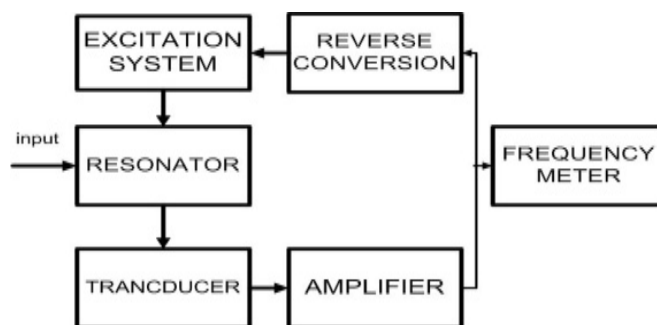 EXCITATION
SYSTEM
REVERSE
CONVERSION
input
RESONATOR
FREQUENCY
METER
TRANCDUCER
AMPLIFIER